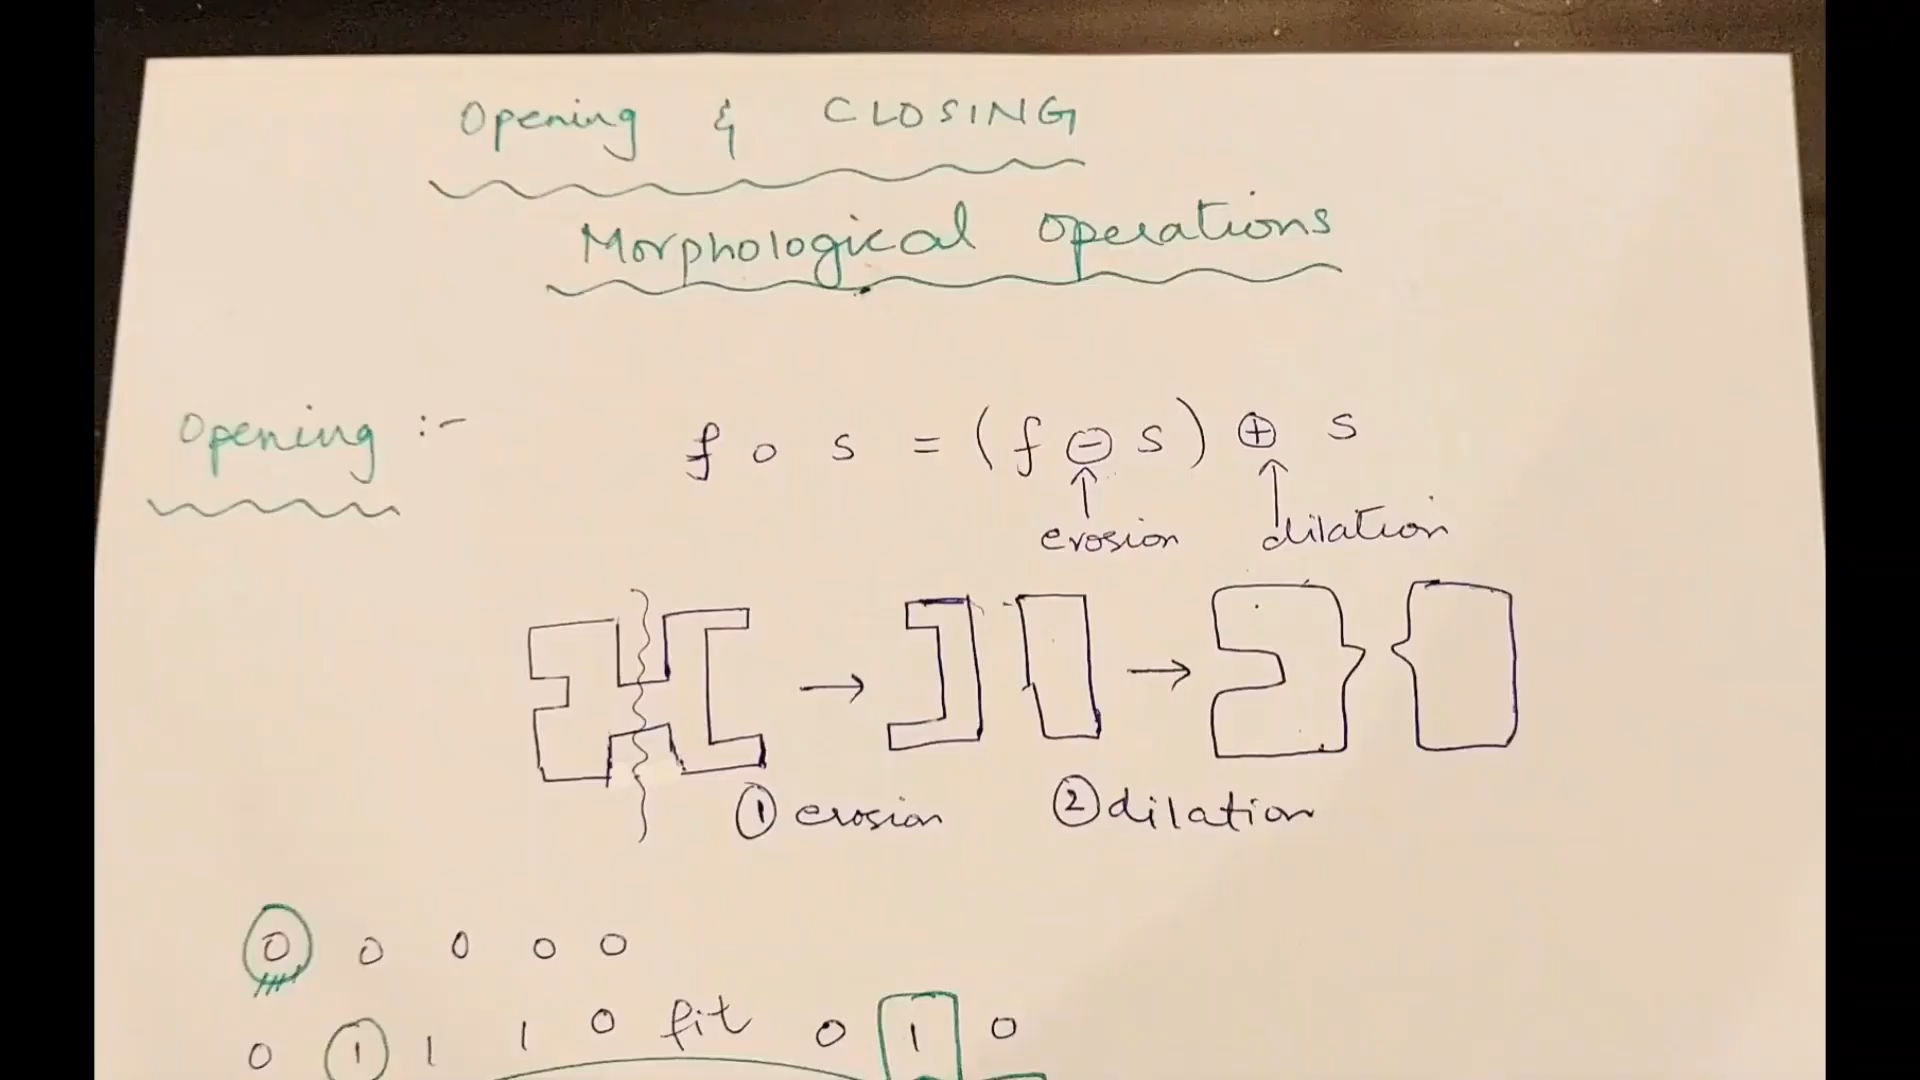 Opening & CLOSING
Morphological Operations
Opening :-
f o s = (f ⊖ s) ⊕ s
↑ ↑
erosion dilation
→ →
① erosion ② dilation
0 0 0 0 0
0 1 1 1 0 fit 0 1 0